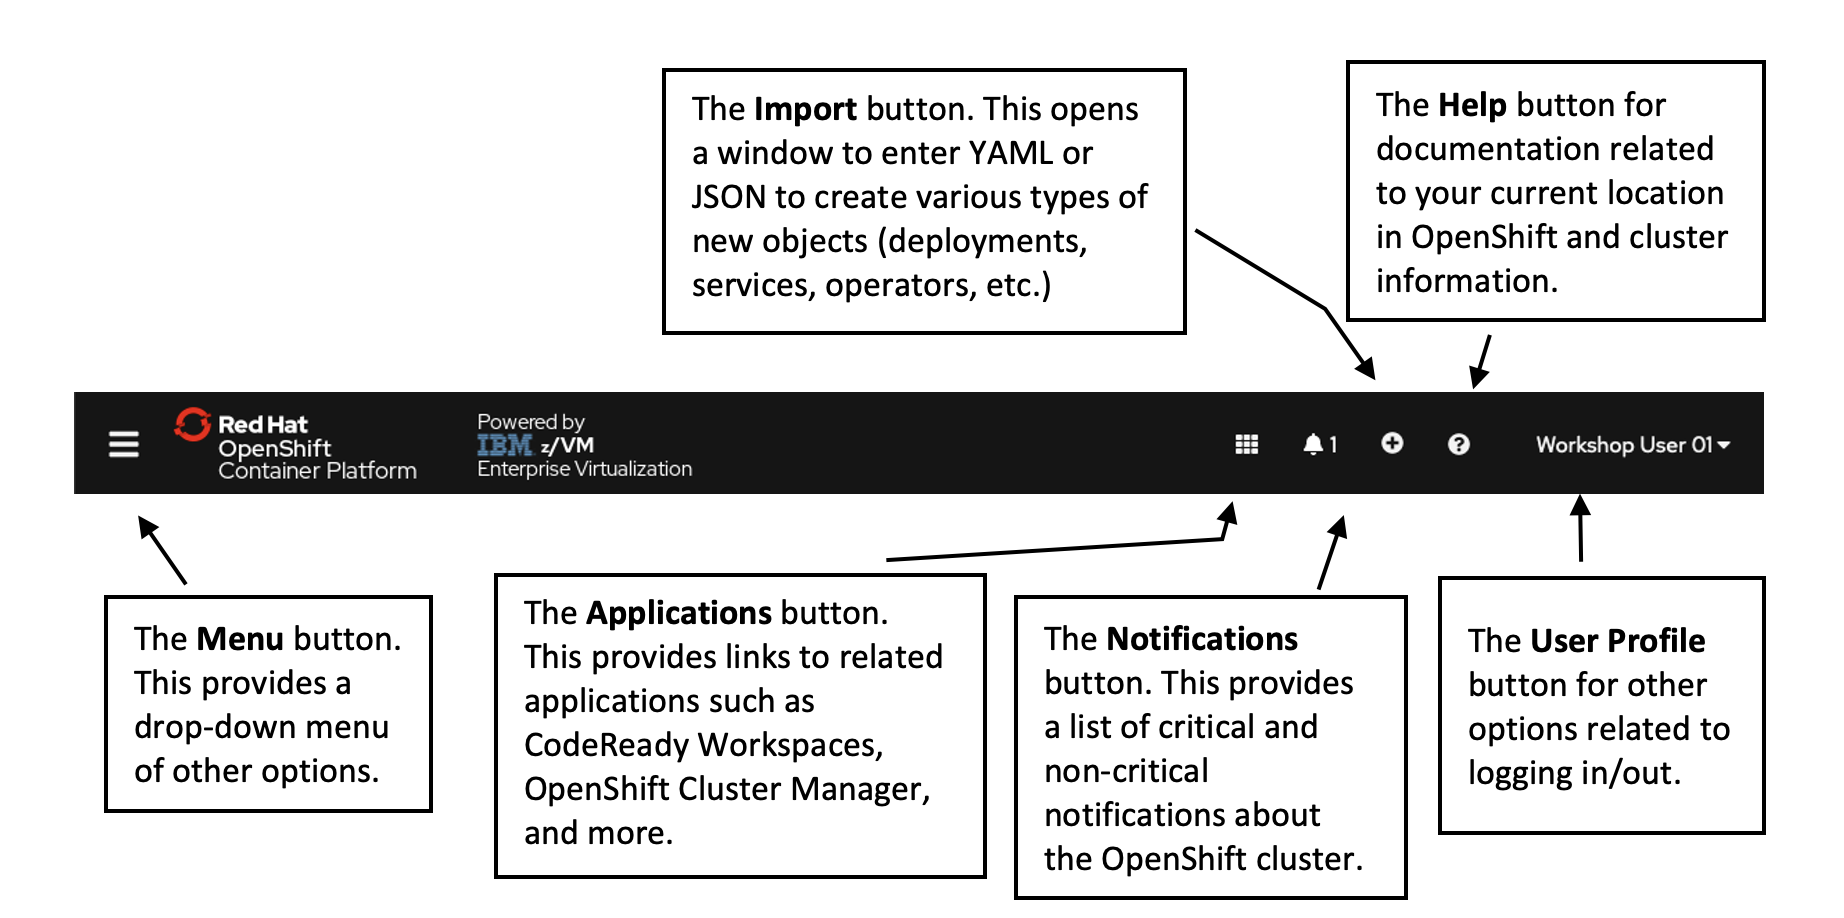 The Import button. This opens
a window to enter YAML or
JSON to create various types of
new objects (deployments,
services, operators, etc.)
The Help button for
documentation related
to your current location
in OpenShift and cluster
information.
Red Hat
OpenShift
Container Platform
Powered by
IBM z/VM
Enterprise Virtualization
1
Workshop User 01
The Menu button.
This provides a
drop-down menu
of other options.
The Applications button.
This provides links to related
applications such as
CodeReady Workspaces,
OpenShift Cluster Manager,
and more.
The Notifications
button. This provides
a list of critical and
non-critical
notifications about
the OpenShift cluster.
The User Profile
button for other
options related to
logging in/out.